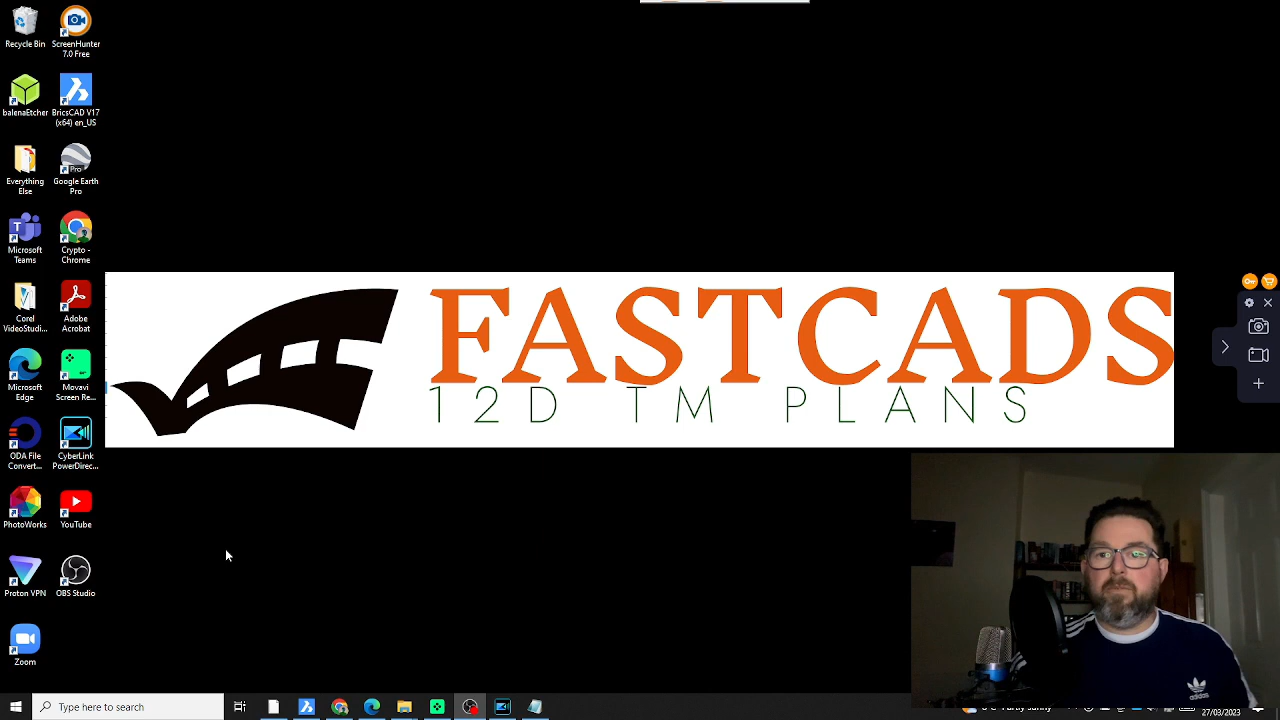 Recycle Bin
ScreenHunter
7.0 Free
balenaEtcher
BricsCAD V17
(x64) en_US
Everything
Else
Pro
Google Earth
Pro
Microsoft
Teams
Crypto -
Chrome
Corel
VideoStudi...
Adobe
Acrobat
Microsoft
Edge
Movavi
Screen Re...
ODA File
Convert...
CyberLink
PowerDirec...
PhotoWorks
YouTube
Proton VPN
OBS Studio
Zoom
FASTCADS
12D TM PLANS
adidas
Type here to search
27/03/2023